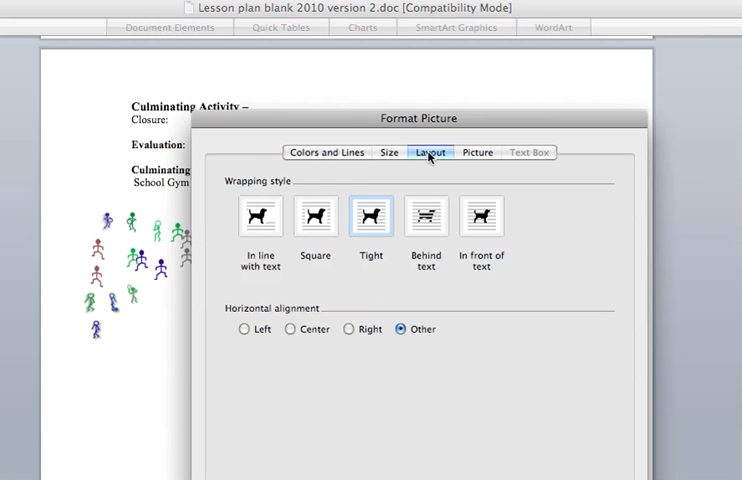 Lesson plan blank 2010 version 2.doc [Compatibility Mode]
Document Elements Quick Tables Charts SmartArt Graphics WordArt
Culminating Activity –
Closure:
Evaluation:
Culminating
School Gym
Format Picture
Colors and Lines Size Layout Picture Text Box
Wrapping style
In line with text
Square
Tight
Behind text
In front of text
Horizontal alignment
Left Center Right Other